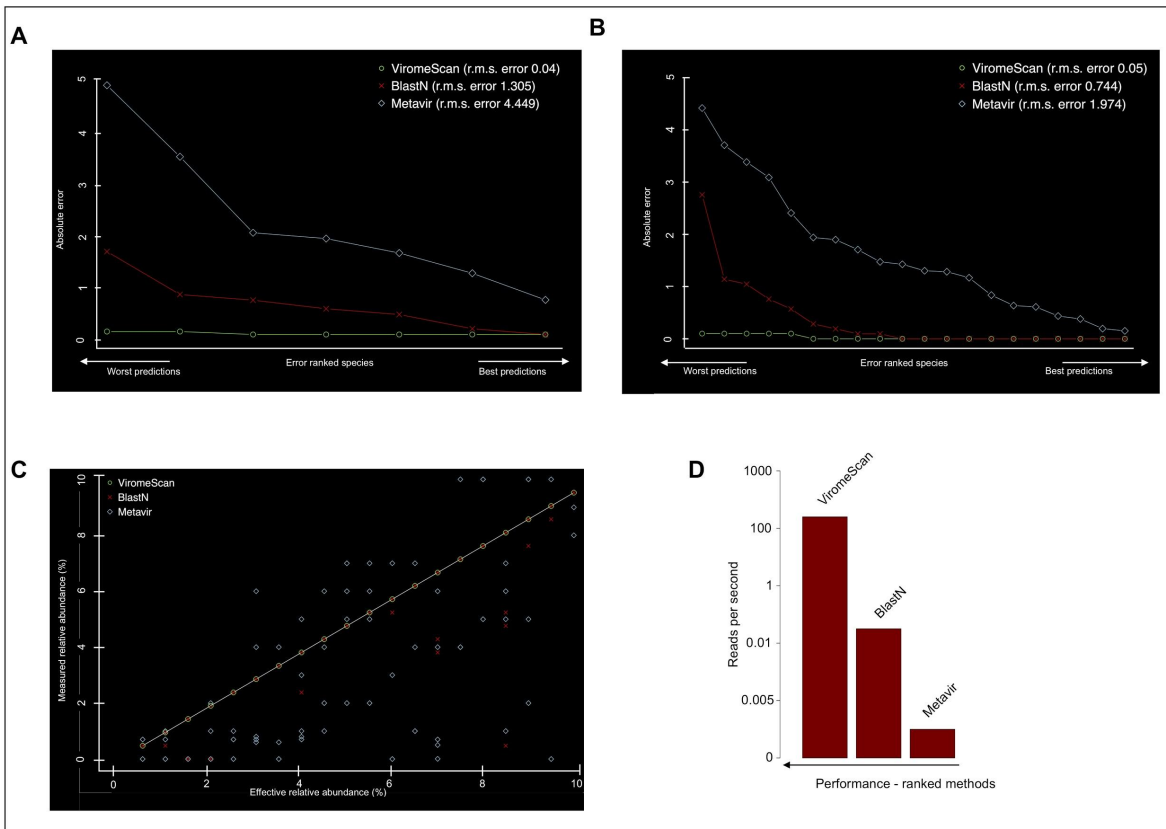 A
ViromeScan (r.m.s. error 0.04)
BlastN (r.m.s. error 1.305)
Metavir (r.m.s. error 4.449)
5
4
3
2
1
0
Absolute error
Error ranked species
Worst predictions
Best predictions
B
ViromeScan (r.m.s. error 0.05)
BlastN (r.m.s. error 0.744)
Metavir (r.m.s. error 1.974)
5
4
3
2
1
0
Absolute error
Error ranked species
Worst predictions
Best predictions
C
ViromeScan
BlastN
Metavir
10
8
6
4
2
0
Measured relative abundance (%)
0 2 4 6 8 10
Effective relative abundance (%)
D
1000
100
1
0.01
0.005
0
Reads per second
ViromeScan
BlastN
Metavir
Performance - ranked methods